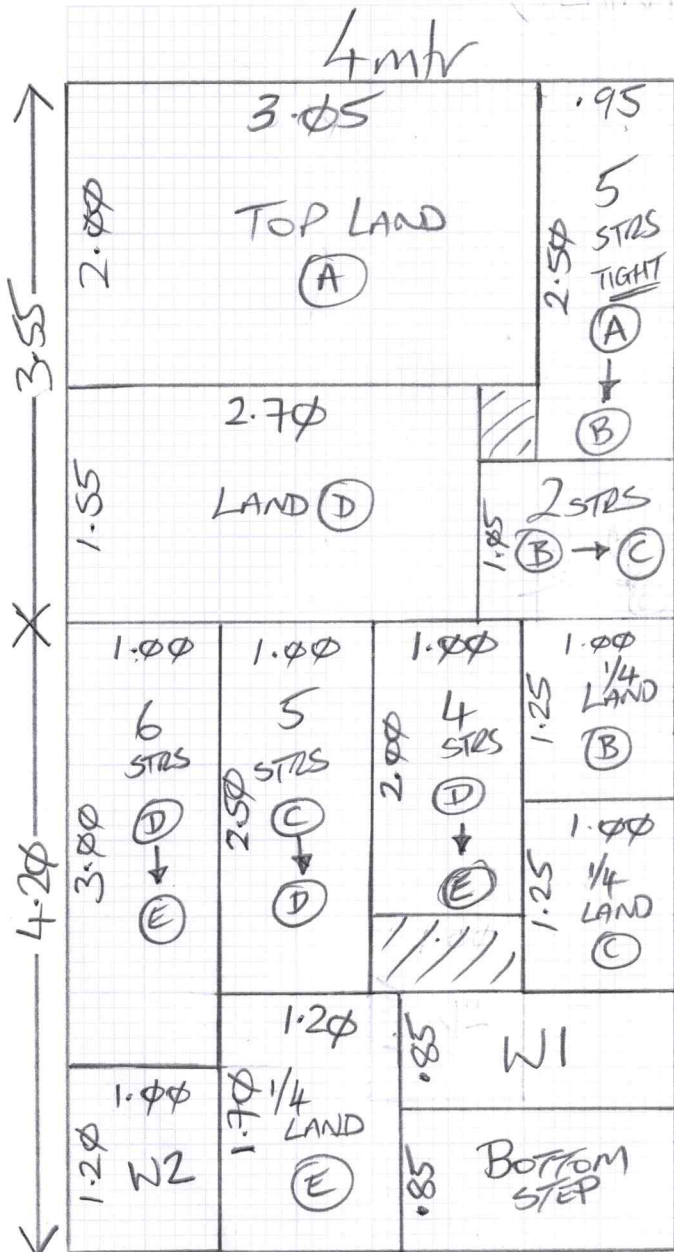 4mtr
3.05
2.00
TOP LAND
A
.95
5
STRS
TIGHT
2.50
A
B
3.55
2.70
1.55
LAND D
2 STRS
1.05
B → C
4.20
1.00
6
STRS
3.00
D
E
1.00
5
STRS
2.50
C
D
1.00
4
STRS
2.00
D
E
1.00
1/4
LAND
1.25
B
1.00
1/4
LAND
1.25
C
1.20
1.70
1/4
LAND
E
.85
W1
1.00
1.20
W2
.85
BOTTOM
STEP